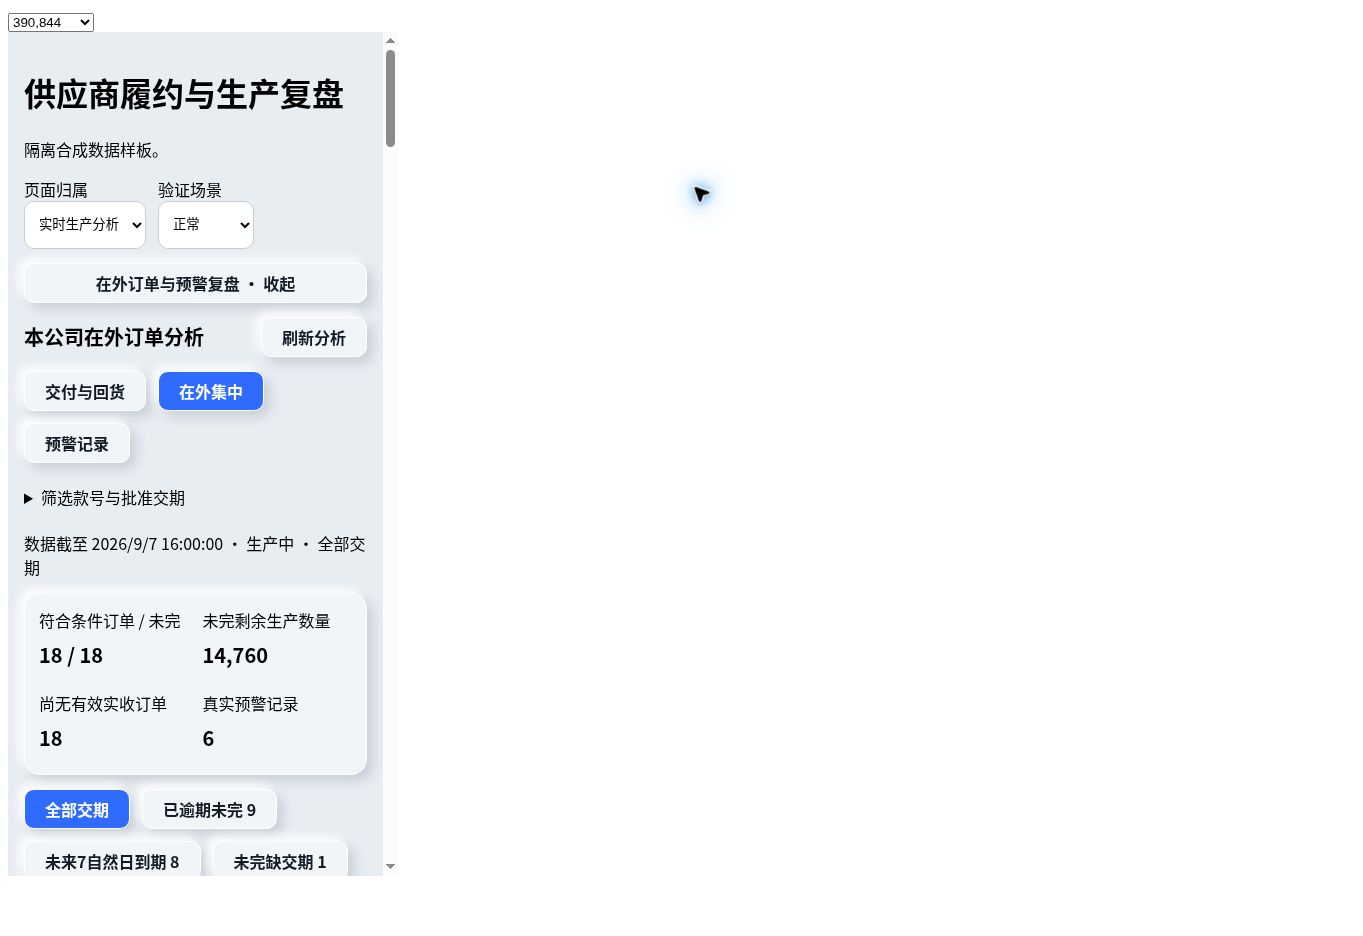 390,844
供应商履约与生产复盘
隔离合成数据样板。
页面归属 验证场景
实时生产分析 正常
在外订单与预警复盘 · 收起
本公司在外订单分析 刷新分析
交付与回货 在外集中
预警记录
▶ 筛选款号与批准交期
数据截至 2026/9/7 16:00:00 · 生产中 · 全部交
期
符合条件订单 / 未完 未完剩余生产数量
18 / 18 14,760
尚无有效实收订单 真实预警记录
18 6
全部交期 已逾期未完 9
未来7自然日到期 8 未完缺交期 1